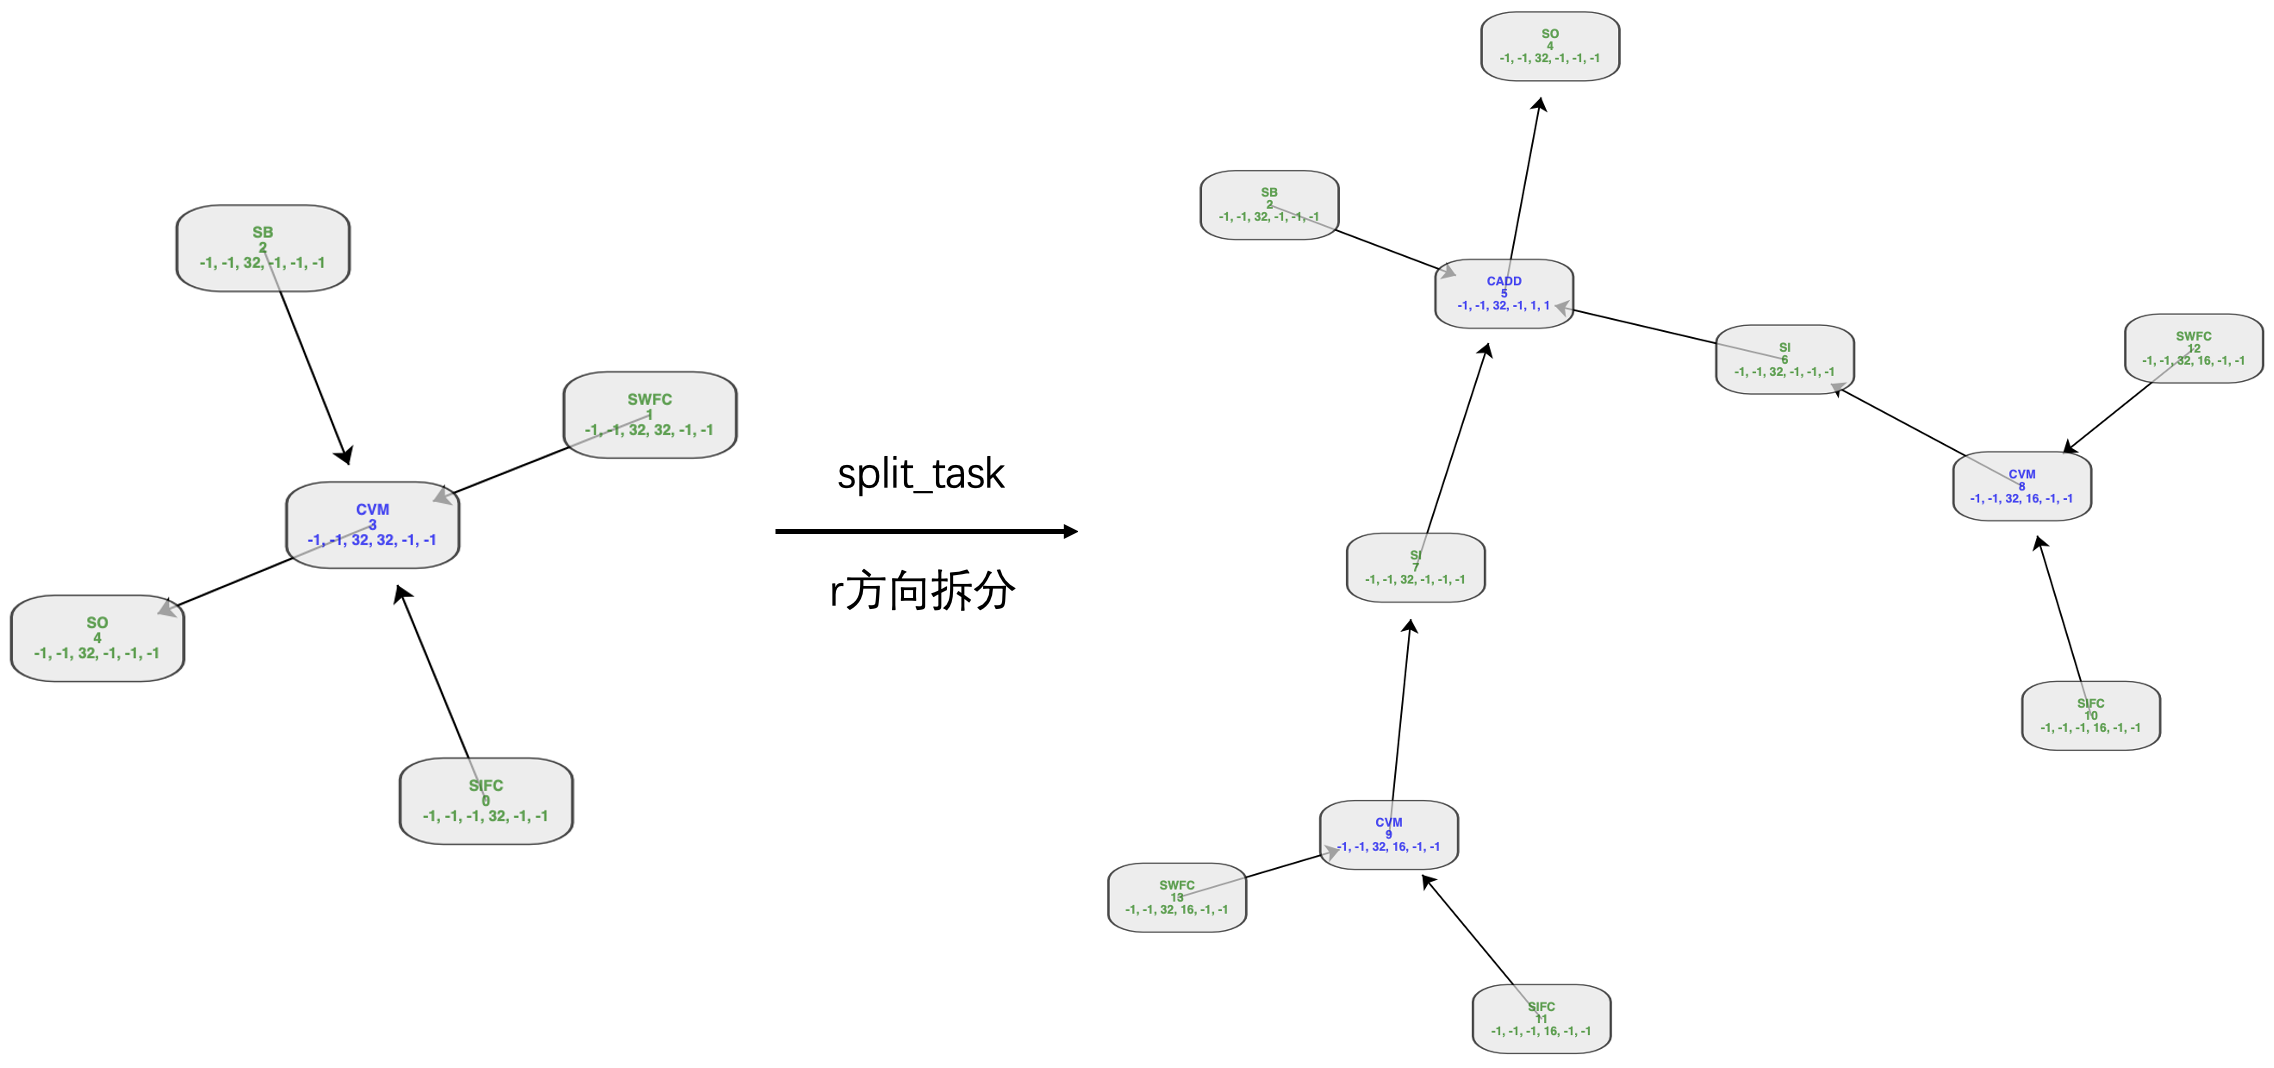 SB
2
-1, -1, 32, -1, -1, -1
SWFC
1
-1, -1, 32, 32, -1, -1
CVM
3
-1, -1, 32, 32, -1, -1
SO
4
-1, -1, 32, -1, -1, -1
SIFC
0
-1, -1, -1, 32, -1, -1
split_task
r方向拆分
SO
4
-1, -1, 32, -1, -1, -1
SB
2
-1, -1, 32, -1, -1, -1
CADD
5
-1, -1, 32, -1, 1, 1
SI
6
-1, -1, 32, -1, -1, -1
SWFC
12
-1, -1, 32, 16, -1, -1
CVM
8
-1, -1, 32, 16, -1, -1
SI
7
-1, -1, 32, -1, -1, -1
SIFC
10
-1, -1, -1, 16, -1, -1
CVM
9
-1, -1, 32, 16, -1, -1
SWFC
13
-1, -1, 32, 16, -1, -1
SIFC
11
-1, -1, -1, 16, -1, -1